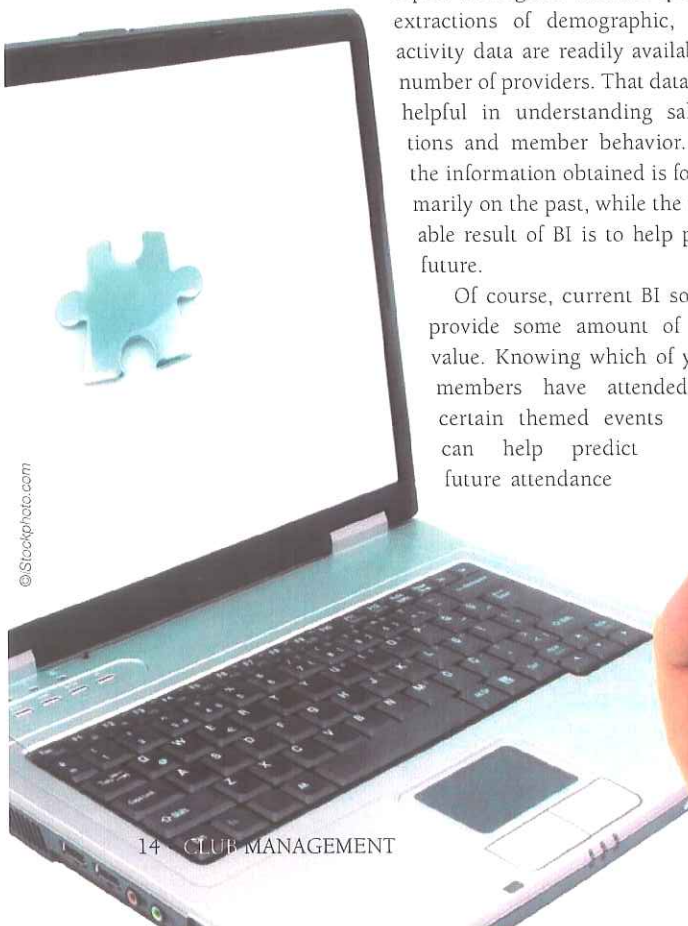 extractions of demographic,
activity data are readily availab
number of providers. That data
helpful in understanding sal
tions and member behavior.
the information obtained is fo
marily on the past, while the
able result of BI is to help p
future.
Of course, current BI so
provide some amount of
value. Knowing which of y
members have attended
certain themed events
can help predict
future attendance
©iStockphoto.com
14 CLUB MANAGEMENT